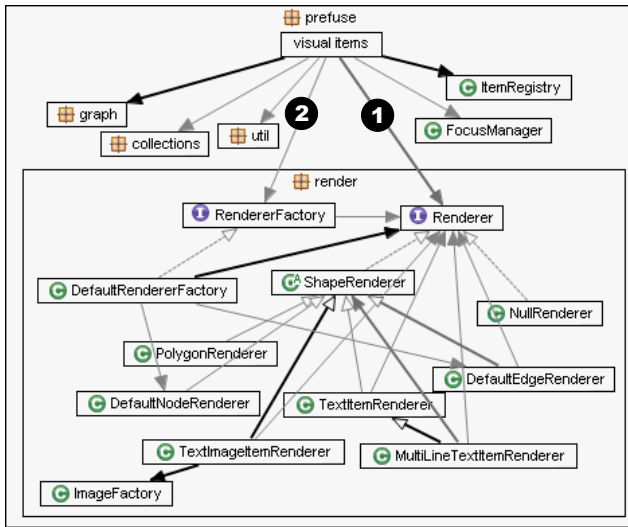 prefuse
visual items
ItemRegistry
graph
2
1
util
FocusManager
collections
render
RendererFactory
Renderer
DefaultRendererFactory
ShapeRenderer
NullRenderer
PolygonRenderer
DefaultEdgeRenderer
DefaultNodeRenderer
TextItemRenderer
TextImageItemRenderer
MultiLineTextItemRenderer
ImageFactory